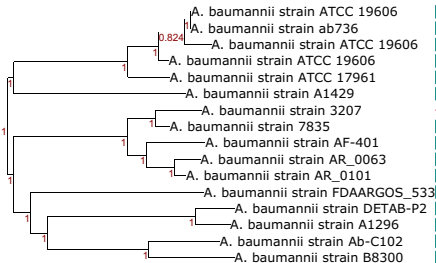 A. baumannii strain ATCC 19606
A. baumannii strain ab736
0.824
A. baumannii strain ATCC 19606
1
A. baumannii strain ATCC 19606
1
A. baumannii strain ATCC 17961
1
A. baumannii strain A1429
1
A. baumannii strain 3207
1
A. baumannii strain 7835
1
1
A. baumannii strain AF-401
1
A. baumannii strain AR_0063
1
A. baumannii strain AR_0101
1
A. baumannii strain FDAARGOS_533
1
A. baumannii strain DETAB-P2
1
A. baumannii strain A1296
1
A. baumannii strain Ab-C102
1
A. baumannii strain B8300
1